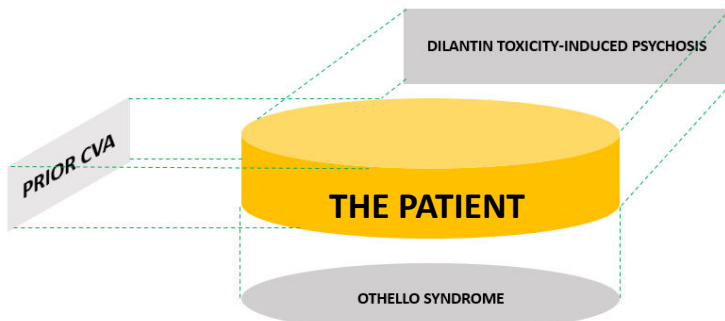 DILANTIN TOXICITY-INDUCED PSYCHOSIS
PRIOR CVA
THE PATIENT
OTHELLO SYNDROME